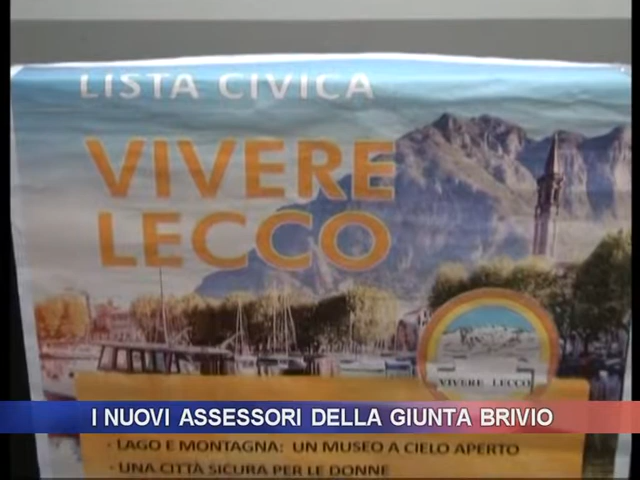 LISTA CIVICA
VIVERE
LECCO
VIVERE LECCO
I NUOVI ASSESSORI DELLA GIUNTA BRIVIO
· LAGO E MONTAGNA: UN MUSEO A CIELO APERTO
· UNA CITTÀ SICURA PER LE DONNE